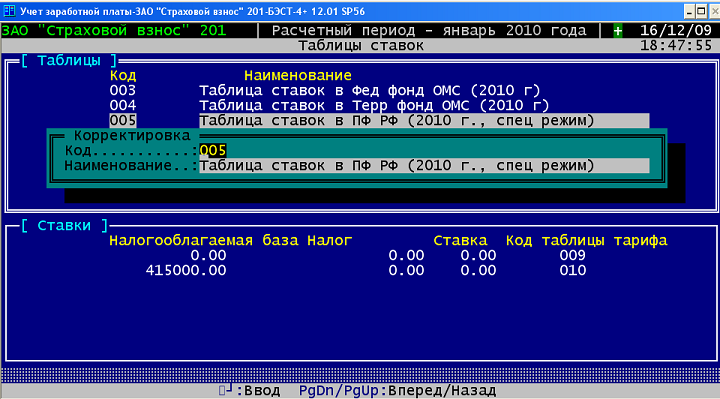 Учет заработной платы-ЗАО "Страховой взнос" 201-БЭСТ-4+ 12.01 SP56
ЗАО "Страховой взнос" 201 | Расчетный период - январь 2010 года | + 16/12/09
Таблицы ставок 18:47:55
[ Таблицы ]
Код Наименование
003 Таблица ставок в Фед фонд ОМС (2010 г)
004 Таблица ставок в Терр фонд ОМС (2010 г)
005 Таблица ставок в ПФ РФ (2010 г., спец режим)
Корректировка
Код...........:005
Наименование..:Таблица ставок в ПФ РФ (2010 г., спец режим)
[ Ставки ]
Налогооблагаемая база Налог Ставка Код таблицы тарифа
0.00 0.00 0.00 009
415000.00 0.00 0.00 010
┘:Ввод PgDn/PgUp:Вперед/Назад